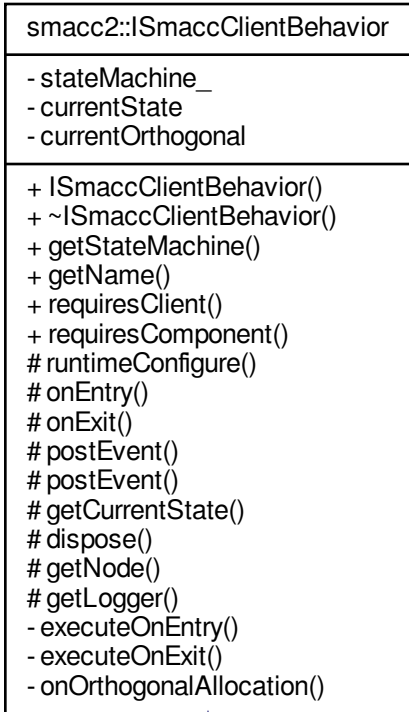 smacc2::ISmaccClientBehavior
- stateMachine_
- currentState
- currentOrthogonal
+ ISmaccClientBehavior()
+ ~ISmaccClientBehavior()
+ getStateMachine()
+ getName()
+ requiresClient()
+ requiresComponent()
# runtimeConfigure()
# onEntry()
# onExit()
# postEvent()
# postEvent()
# getCurrentState()
# dispose()
# getNode()
# getLogger()
- executeOnEntry()
- executeOnExit()
- onOrthogonalAllocation()